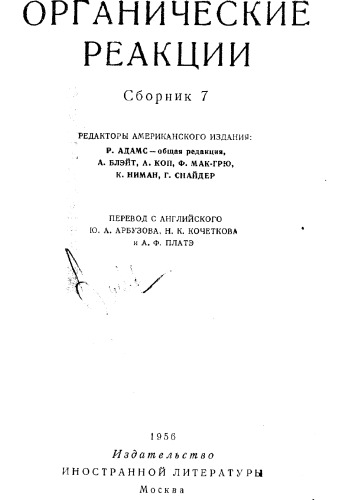 ОРГАНИЧЕСКИЕ
РЕАКЦИИ
Сборник 7
РЕДАКТОРЫ АМЕРИКАНСКОГО ИЗДАНИЯ:
Р. АДАМС — общая редакция,
А. БЛЭЙТ, А. КОП, Ф. МАК-ГРЮ,
К. НИМАН, Г. СНАЙДЕР
ПЕРЕВОД С АНГЛИЙСКОГО
Ю. А. АРБУЗОВА, Н. К. КОЧЕТКОВА
и А. Ф. ПЛАТЭ
1956
Издательство
ИНОСТРАННОЙ ЛИТЕРАТУРЫ
Москва